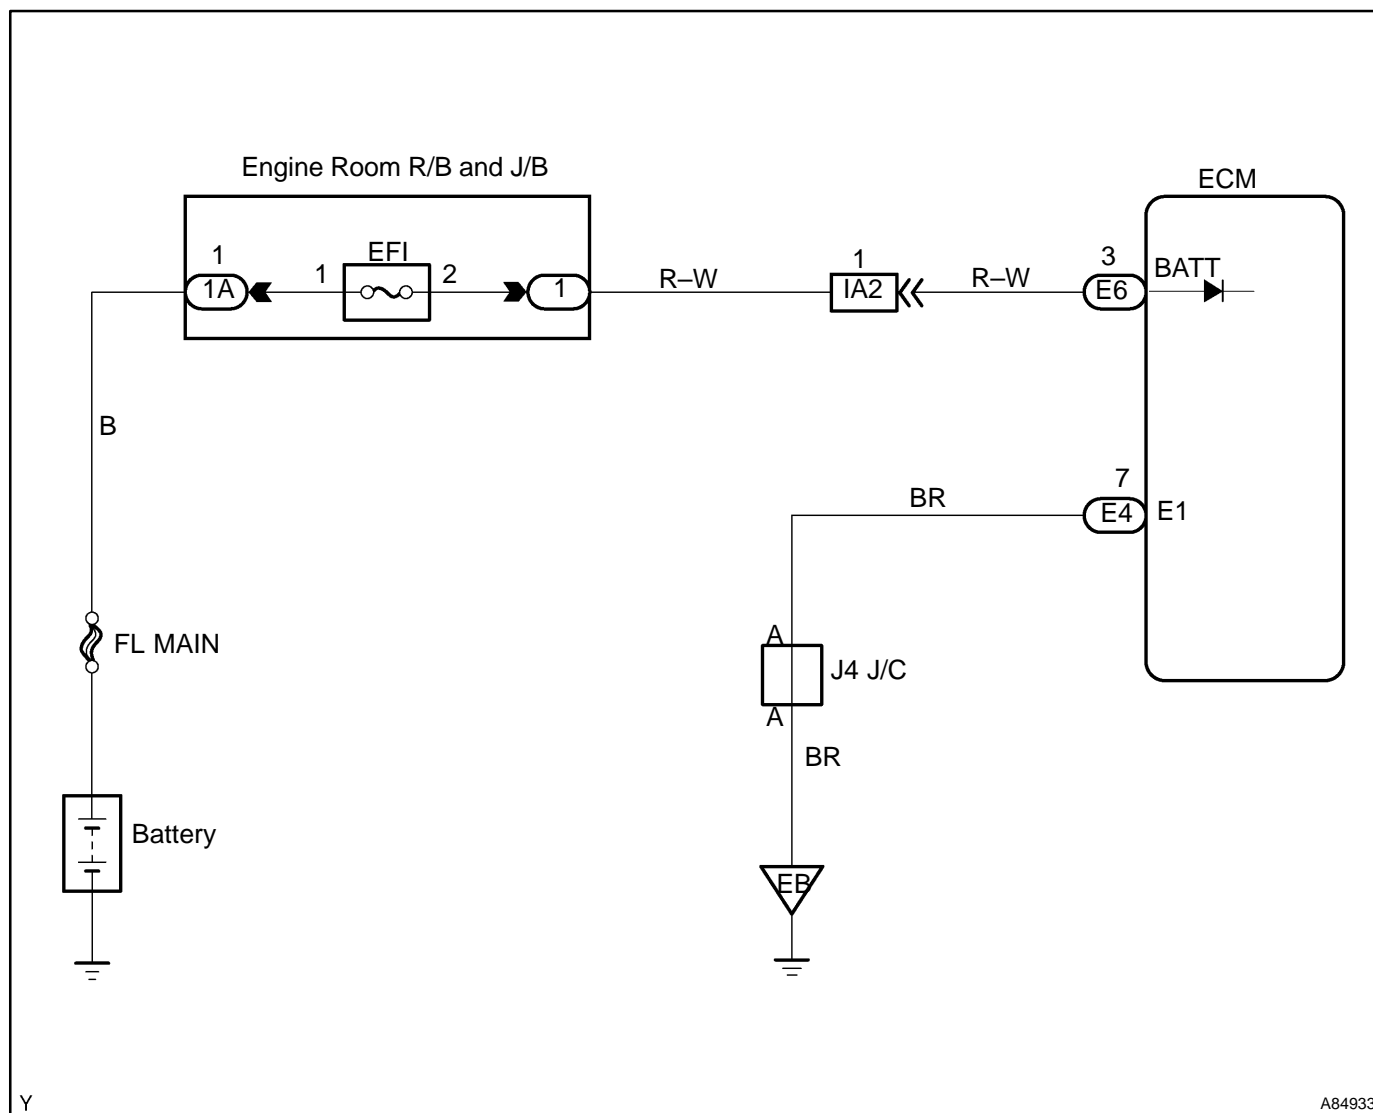 Engine Room R/B and J/B
ECM
1
EFI
1
2
1A
1
R–W
1
IA2
R–W
3
E6
BATT
B
7
BR
E4
E1
FL MAIN
A
J4 J/C
A
BR
Battery
EB
Y
A84933